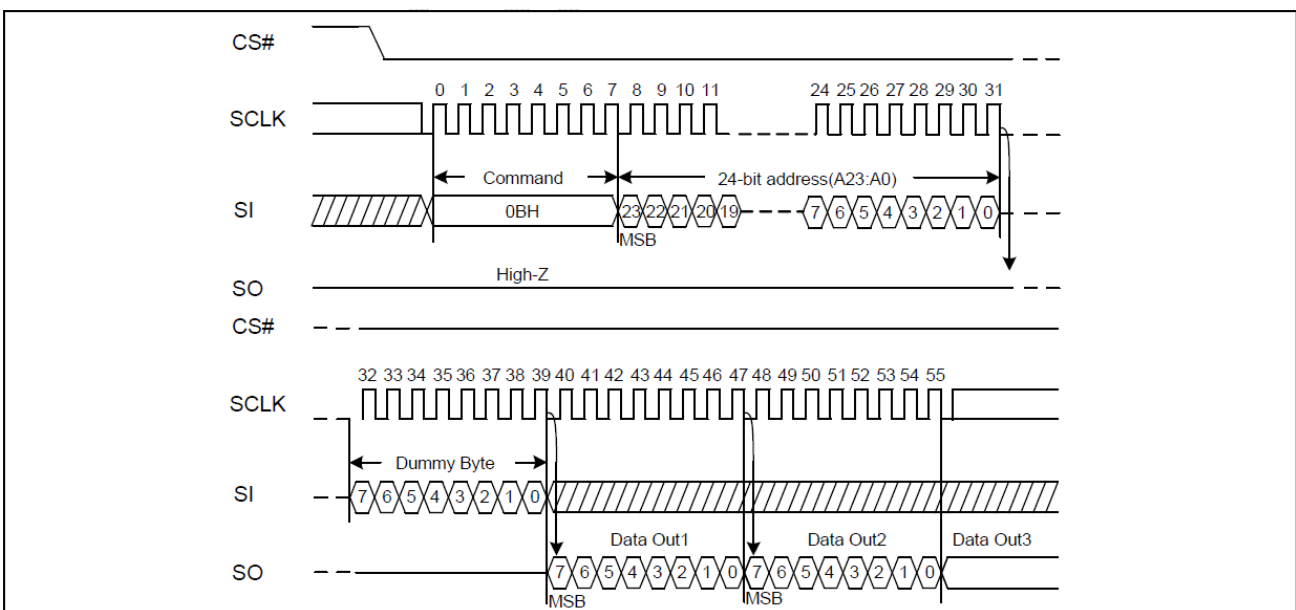 CS#
0 1 2 3 4 5 6 7 8 9 10 11 24 25 26 27 28 29 30 31
SCLK
Command 24-bit address(A23:A0)
SI 0BH 23 22 21 20 19 7 6 5 4 3 2 1 0
MSB
High-Z
SO
CS#
32 33 34 35 36 37 38 39 40 41 42 43 44 45 46 47 48 49 50 51 52 53 54 55
SCLK
Dummy Byte
SI 7 6 5 4 3 2 1 0
Data Out1 Data Out2 Data Out3
SO 7 6 5 4 3 2 1 0 7 6 5 4 3 2 1 0
MSB MSB